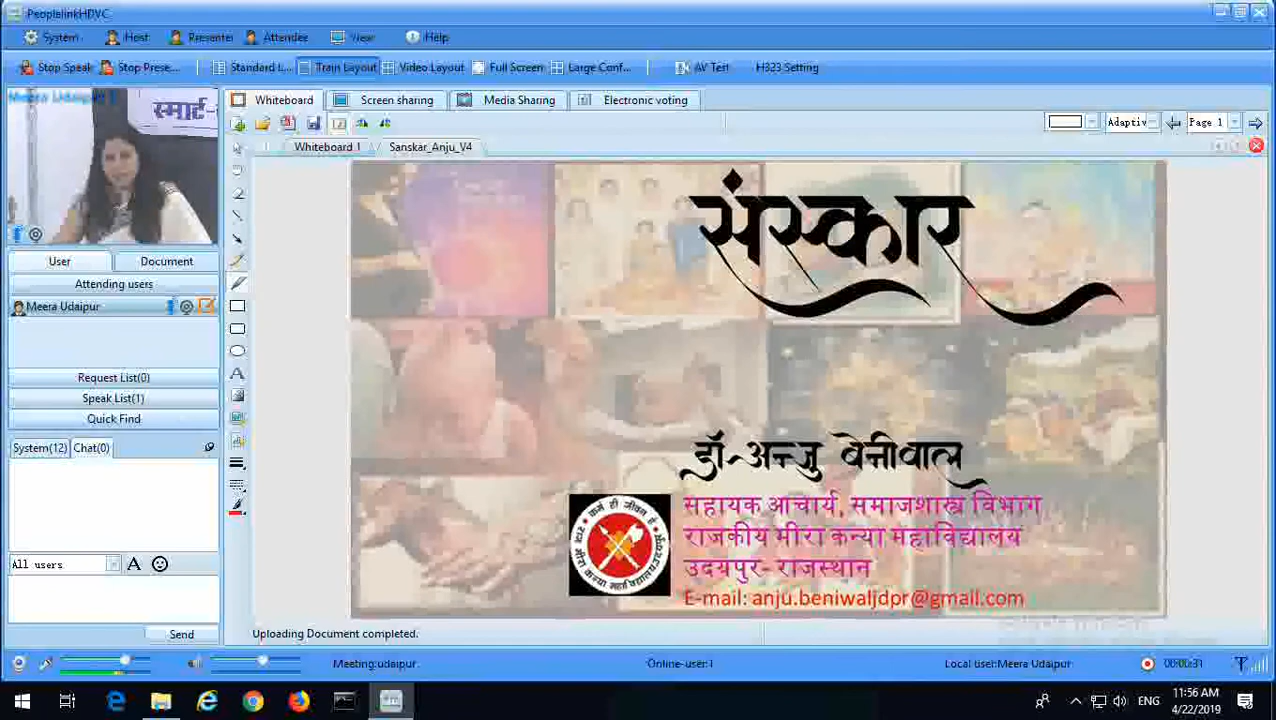 PeoplelinkHDVC
System Host Presenter Attendee View Help
Stop Speak Stop Prese... Standard L... Train Layout Video Layout Full Screen Large Conf... AV Test H323 Setting
Meera Udaipur
स्मार्ट-
Whiteboard Screen sharing Media Sharing Electronic voting
Adaptiv Page 1
Whiteboard 1 Sanskar_Anju_V4
संस्कार
User Document
Attending users
Meera Udaipur
Request List(0)
Speak List(1)
Quick Find
System(12) Chat(0)
All users A
Send
डॉ-अन्जु बेनीवाल
सहायक आचार्य, समाजशास्त्र विभाग
राजकीय मीरा कन्या महाविद्यालय
उदयपुर- राजस्थान
E-mail: anju.beniwaljdpr@gmail.com
Uploading Document completed.
Meeting:udaipur Online-user:1 Local user:Meera Udaipur 00:00:31
ENG 11:56 AM
4/22/2019